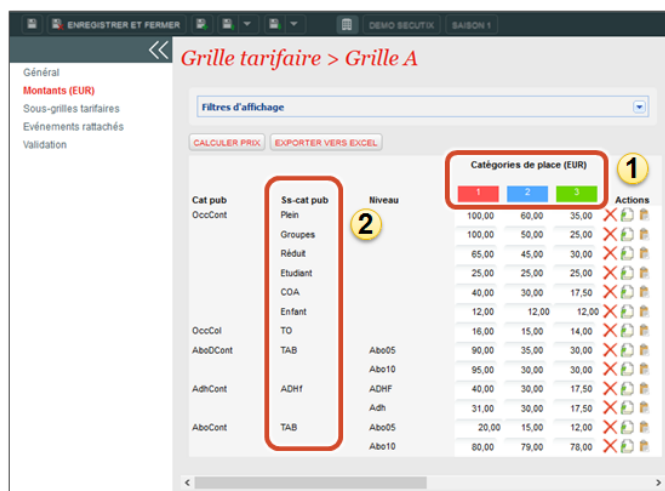 ENREGISTRER ET FERMER DEMO SECUTIX SAISON 1
Grille tarifaire > Grille A
Général
Montants (EUR)
Sous-grilles tarifaires
Evénements rattachés
Validation
Filtres d'affichage
CALCULER PRIX EXPORTER VERS EXCEL
Catégories de place (EUR) 1
1 2 3
Cat pub Ss-cat pub Niveau Actions
2
OccCont Plein 100,00 60,00 35,00
Groupes 100,00 50,00 25,00
Réduit 65,00 45,00 30,00
Etudiant 25,00 25,00 25,00
COA 40,00 30,00 17,50
Enfant 12,00 12,00 12,00
OccCol TO 16,00 15,00 14,00
AboDCont TAB Abo05 90,00 35,00 30,00
Abo10 95,00 30,00 30,00
AdhCont ADHf ADHF 40,00 30,00 17,50
Adh 31,00 30,00 17,50
AboCont TAB Abo05 20,00 15,00 12,00
Abo10 80,00 79,00 78,00